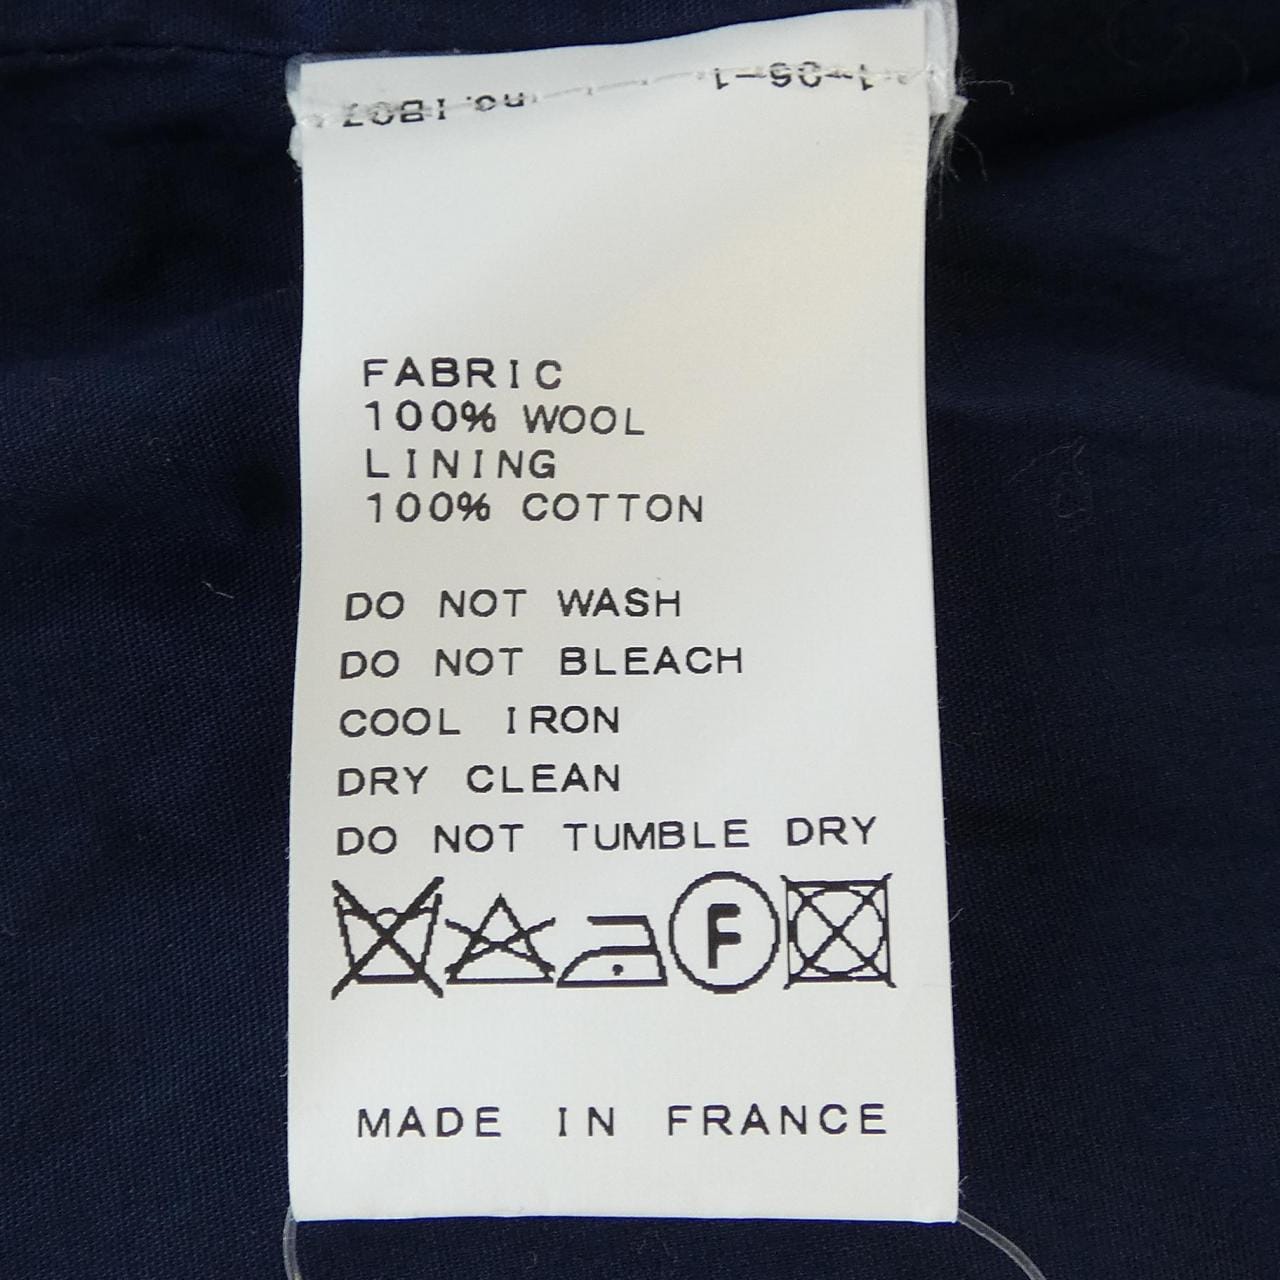 FABRIC
100% WOOL
LINING
100% COTTON
DO NOT WASH
DO NOT BLEACH
COOL IRON
DRY CLEAN
DO NOT TUMBLE DRY
F
MADE IN FRANCE